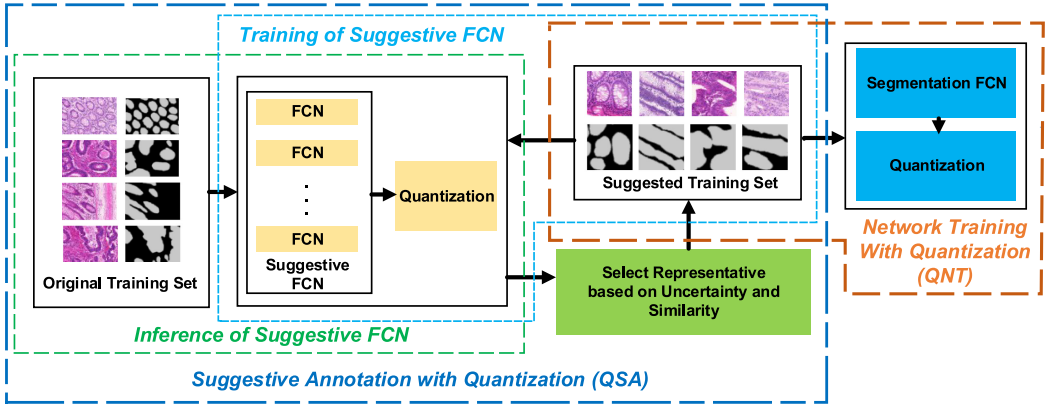 Training of Suggestive FCN
FCN
FCN
FCN
Suggestive
FCN
Quantization
Original Training Set
Inference of Suggestive FCN
Suggested Training Set
Select Representative
based on Uncertainty and
Similarity
Suggestive Annotation with Quantization (QSA)
Segmentation FCN
Quantization
Network Training
With Quantization
(QNT)